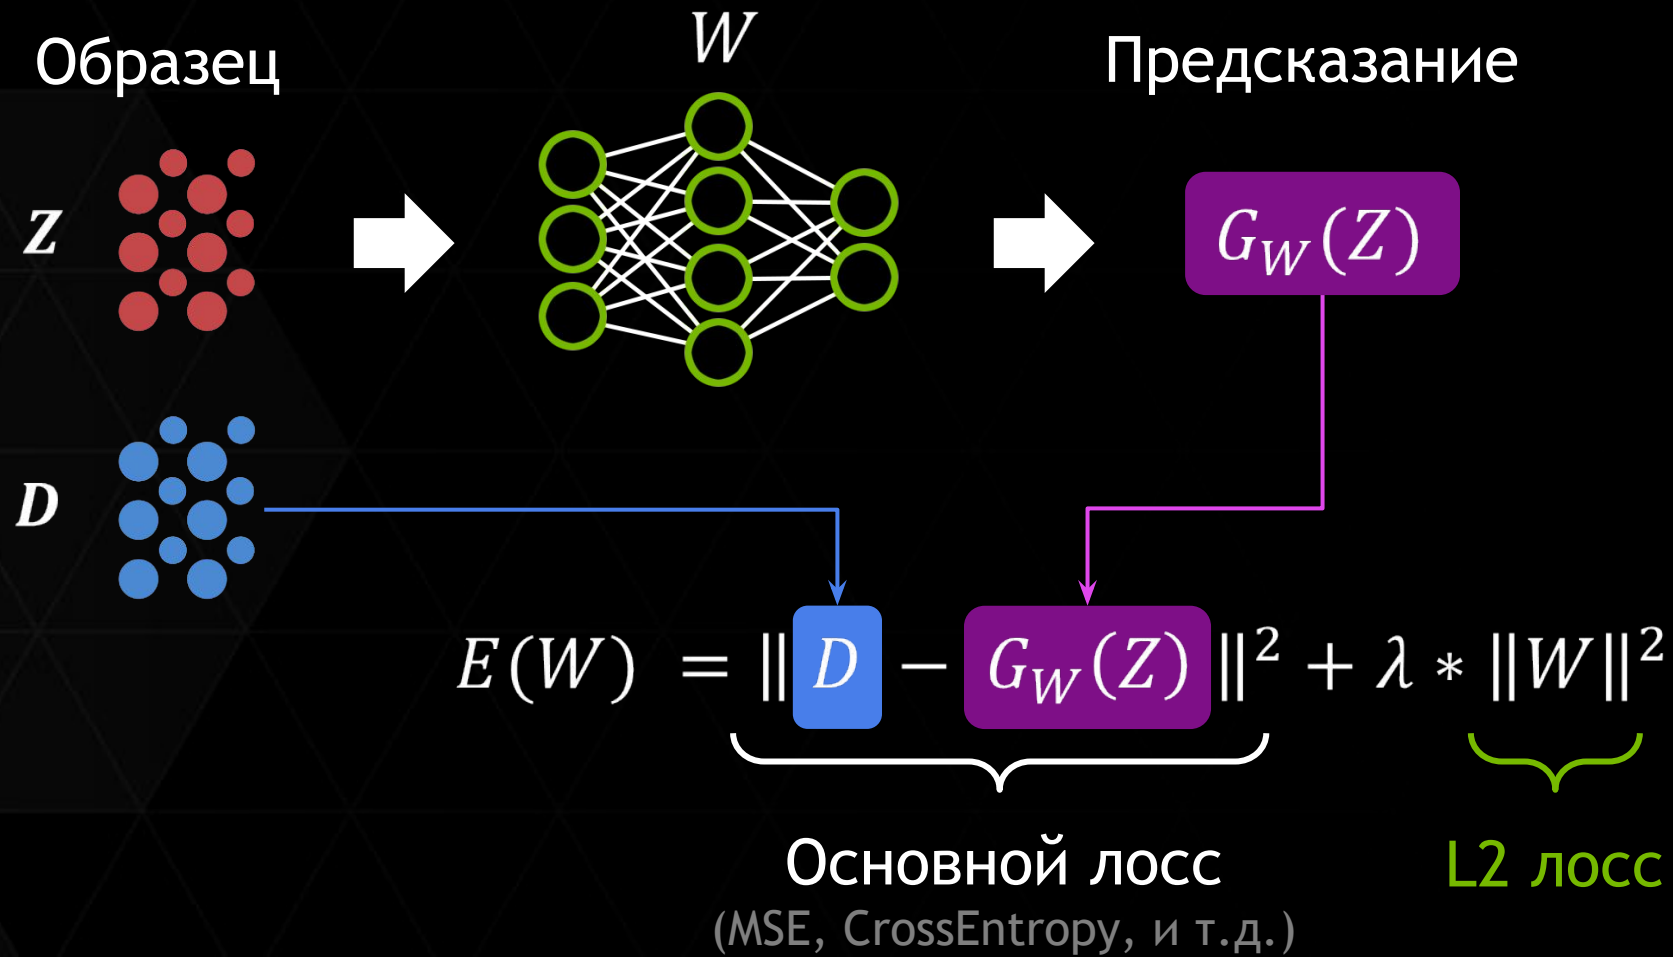 W
Образец
Предсказание
Z
G_W(Z)
D
E(W) = ||D − G_W(Z)||² + λ * ||W||²
Основной лосс
L2 лосс
(MSE, CrossEntropy, и т.д.)